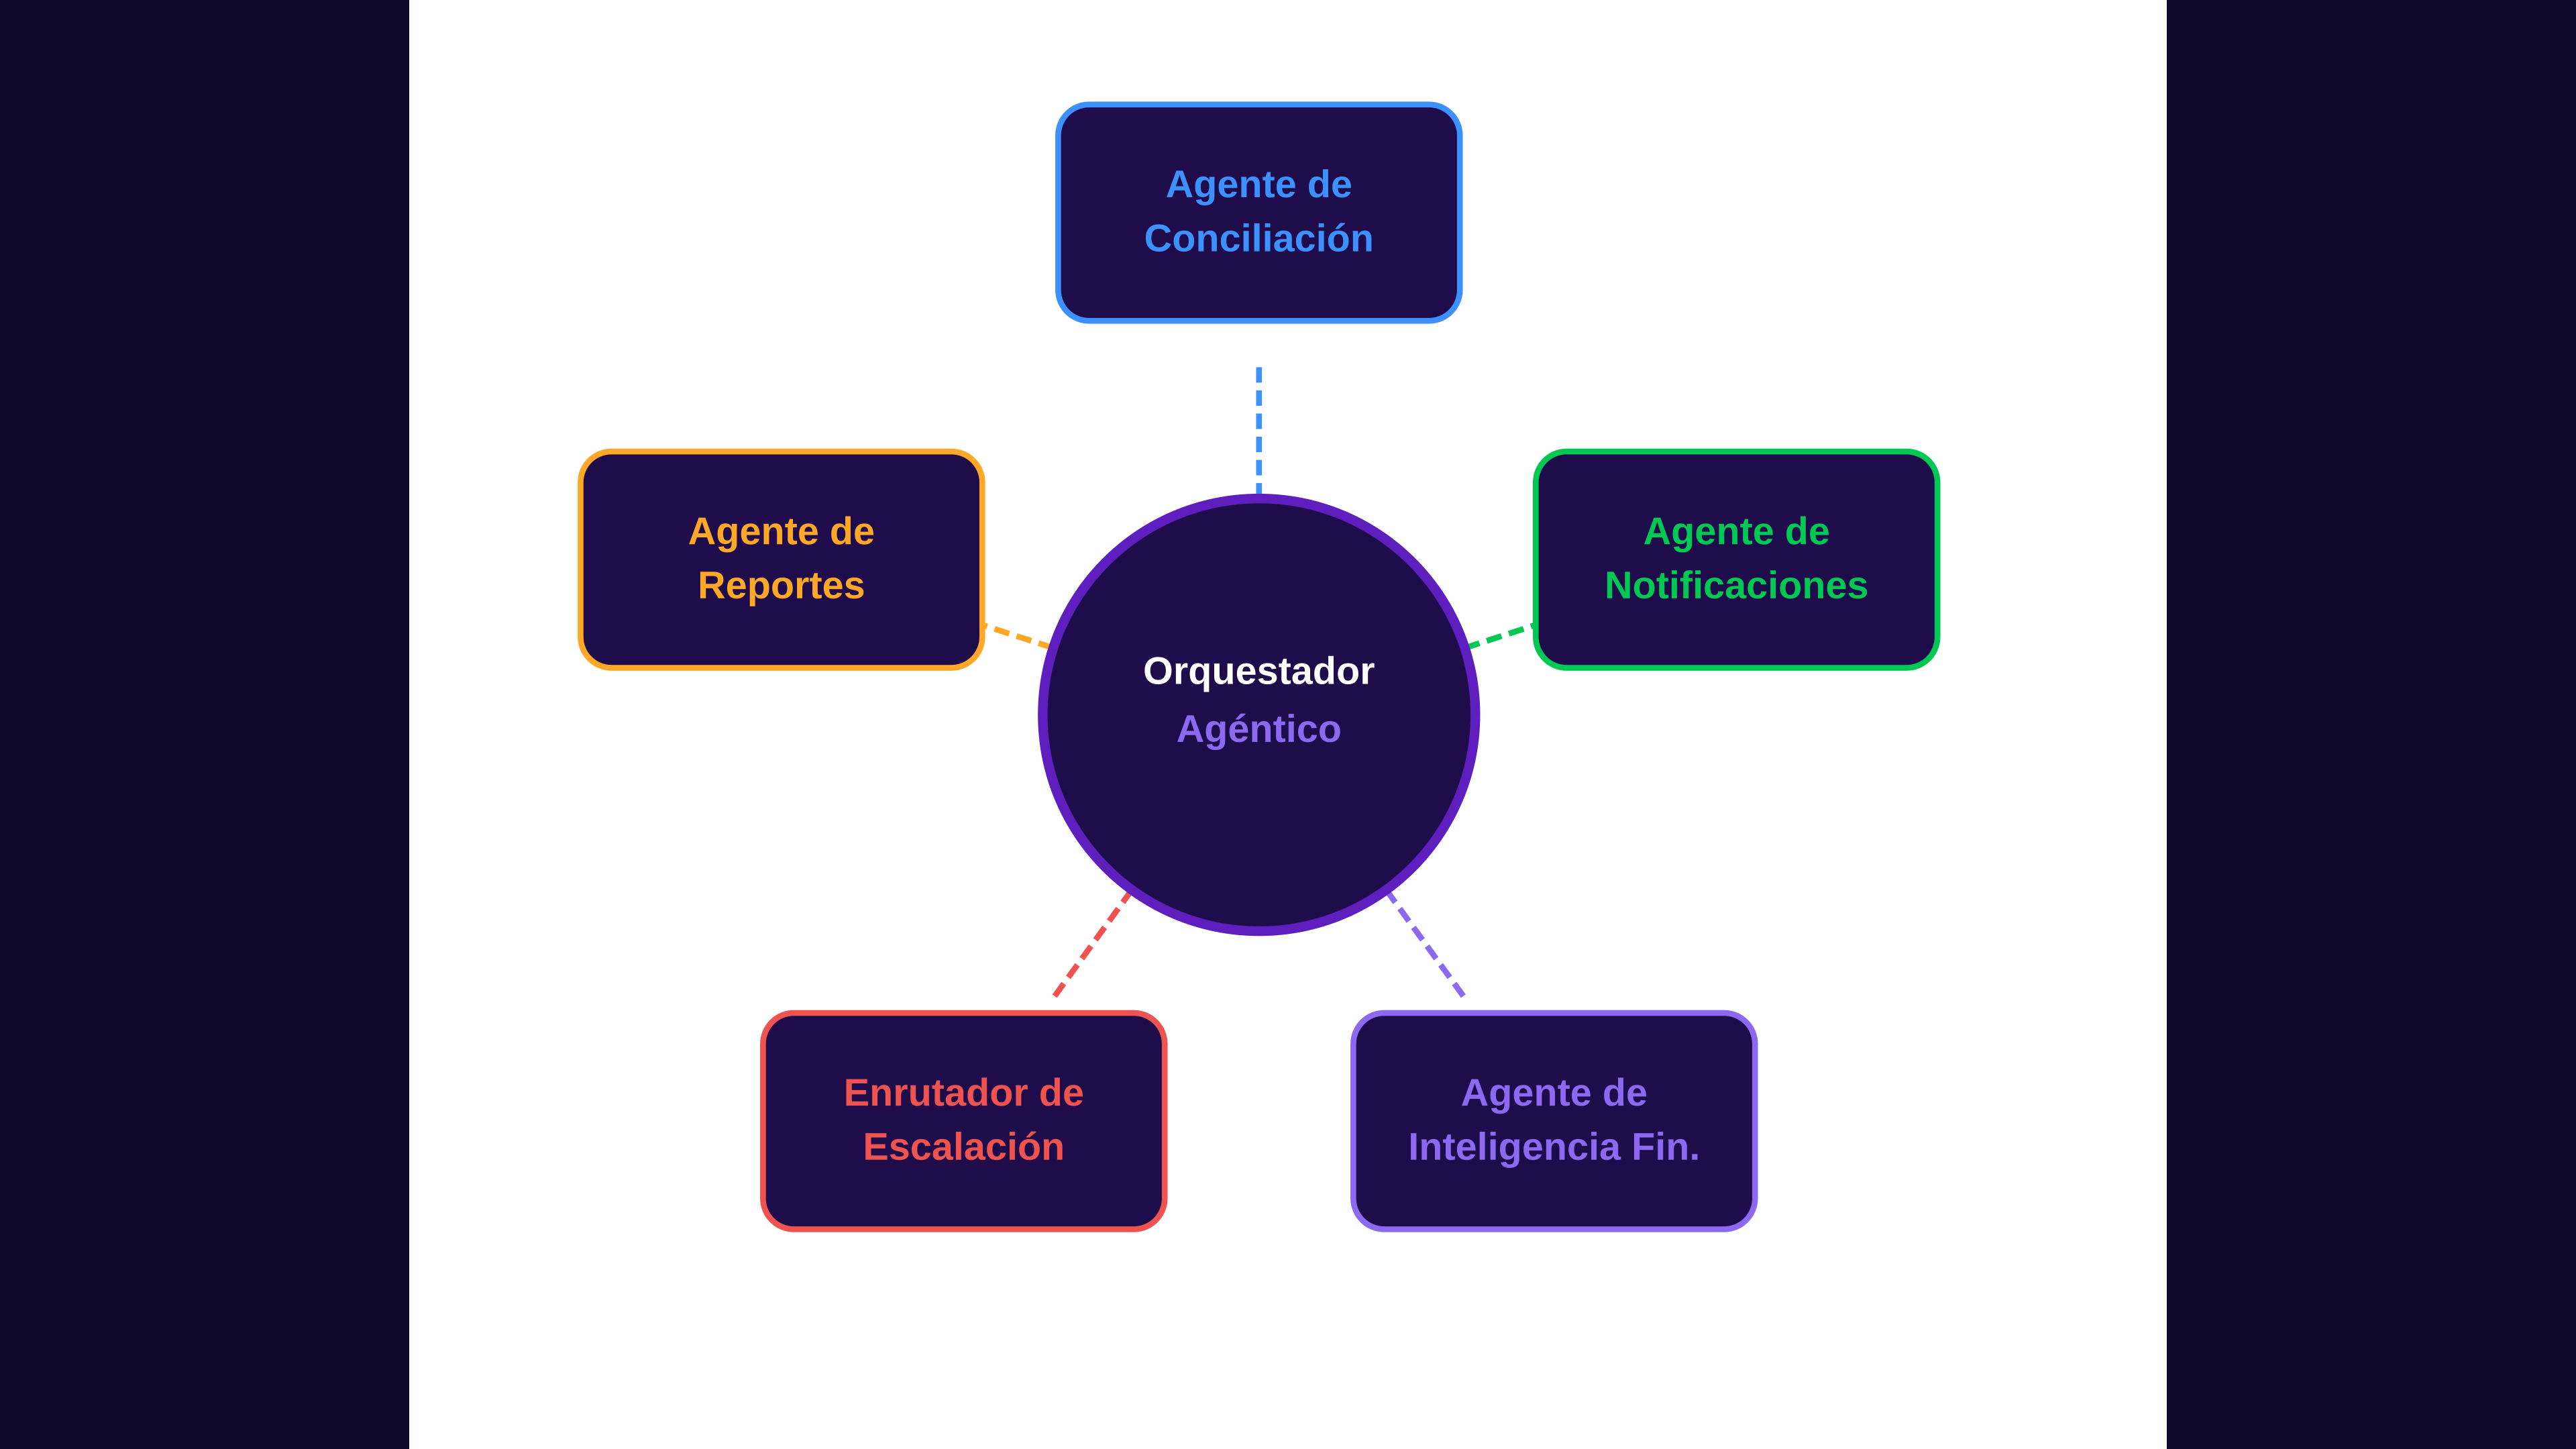 Agente de
Conciliación
Agente de
Reportes
Agente de
Notificaciones
Orquestador
Agéntico
Enrutador de
Escalación
Agente de
Inteligencia Fin.